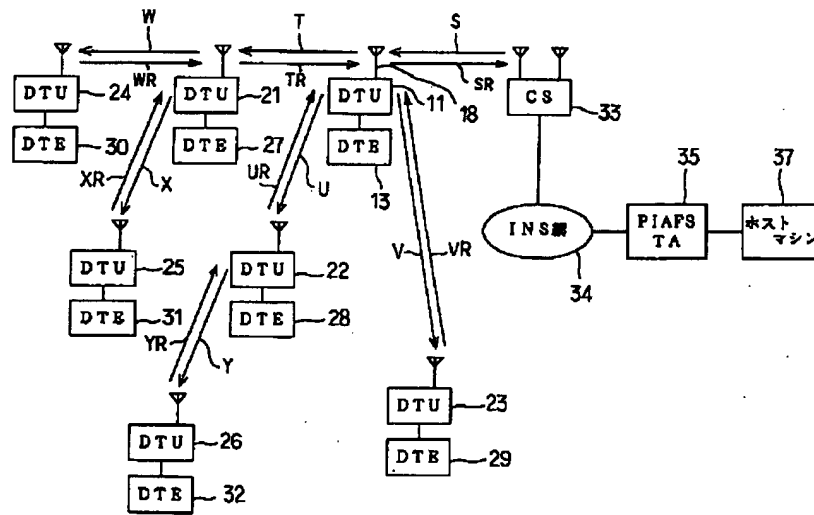 W
T
S
WR
TR
SR
DTU
24
DTU
21
DTU
11
18
CS
33
DTE
30
DTE
27
DTE
13
XR
X
UR
U
V
VR
35
37
INS網
34
PIAFS
TA
ホスト
マシン
DTU
25
DTU
22
DTE
31
DTE
28
YR
Y
DTU
23
DTE
29
DTU
26
DTE
32